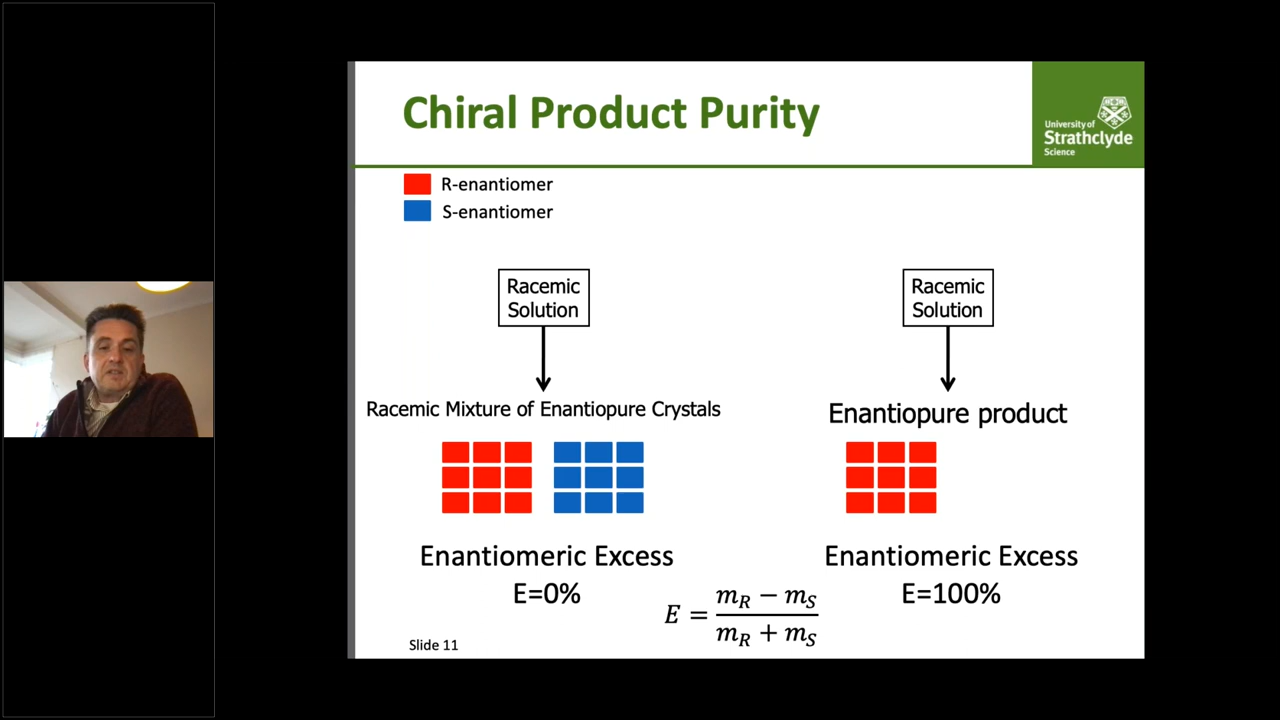 Chiral Product Purity
University of
Strathclyde
Science
R-enantiomer
S-enantiomer
Racemic
Solution
Racemic Mixture of Enantiopure Crystals
Enantiomeric Excess
E=0%
Racemic
Solution
Enantiopure product
Enantiomeric Excess
E=100%
E = (m_R − m_S) / (m_R + m_S)
Slide 11